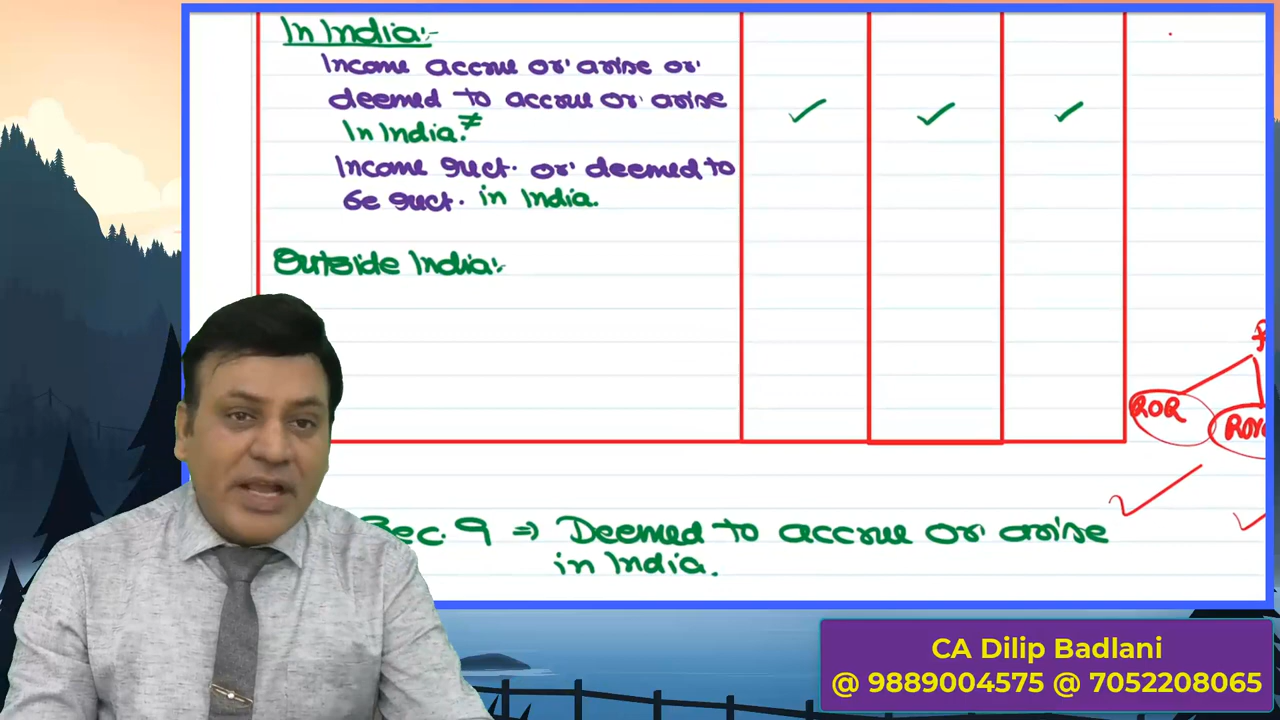 In India:-
Income accrue or arise or
deemed to accrue or arise
In India.≠
Income rect. or deemed to
be rect. in India.
Outside India:-
ROR
Sec. 9 ⇒ Deemed to accrue or arise
in India.
CA Dilip Badlani
@ 9889004575 @ 7052208065